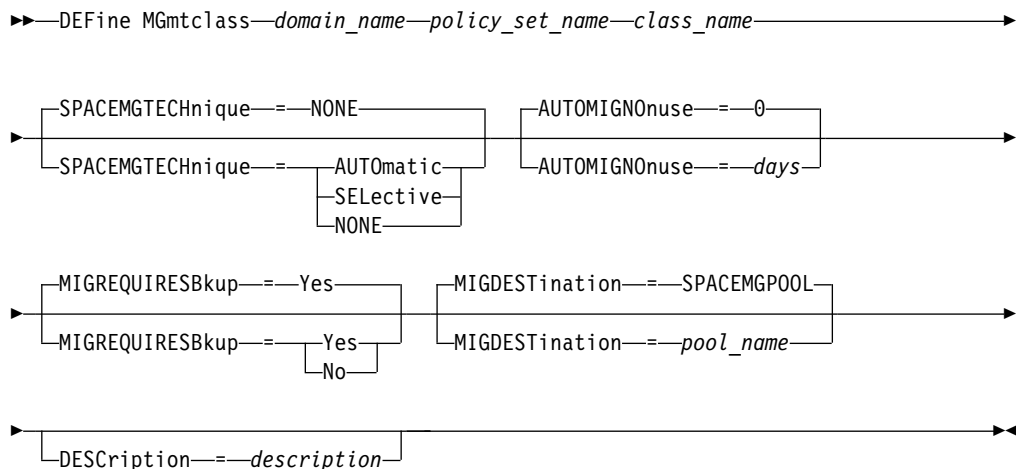 DEFine MGmtclass domain_name policy_set_name class_name
SPACEMGTECHnique = NONE
AUTOMIGNOnuse = 0
SPACEMGTECHnique = AUTOmatic
SELective
NONE
AUTOMIGNOnuse = days
MIGREQUIRESBkup = Yes
MIGDESTination = SPACEMGPOOL
MIGREQUIRESBkup = Yes
No
MIGDESTination = pool_name
DESCription = description